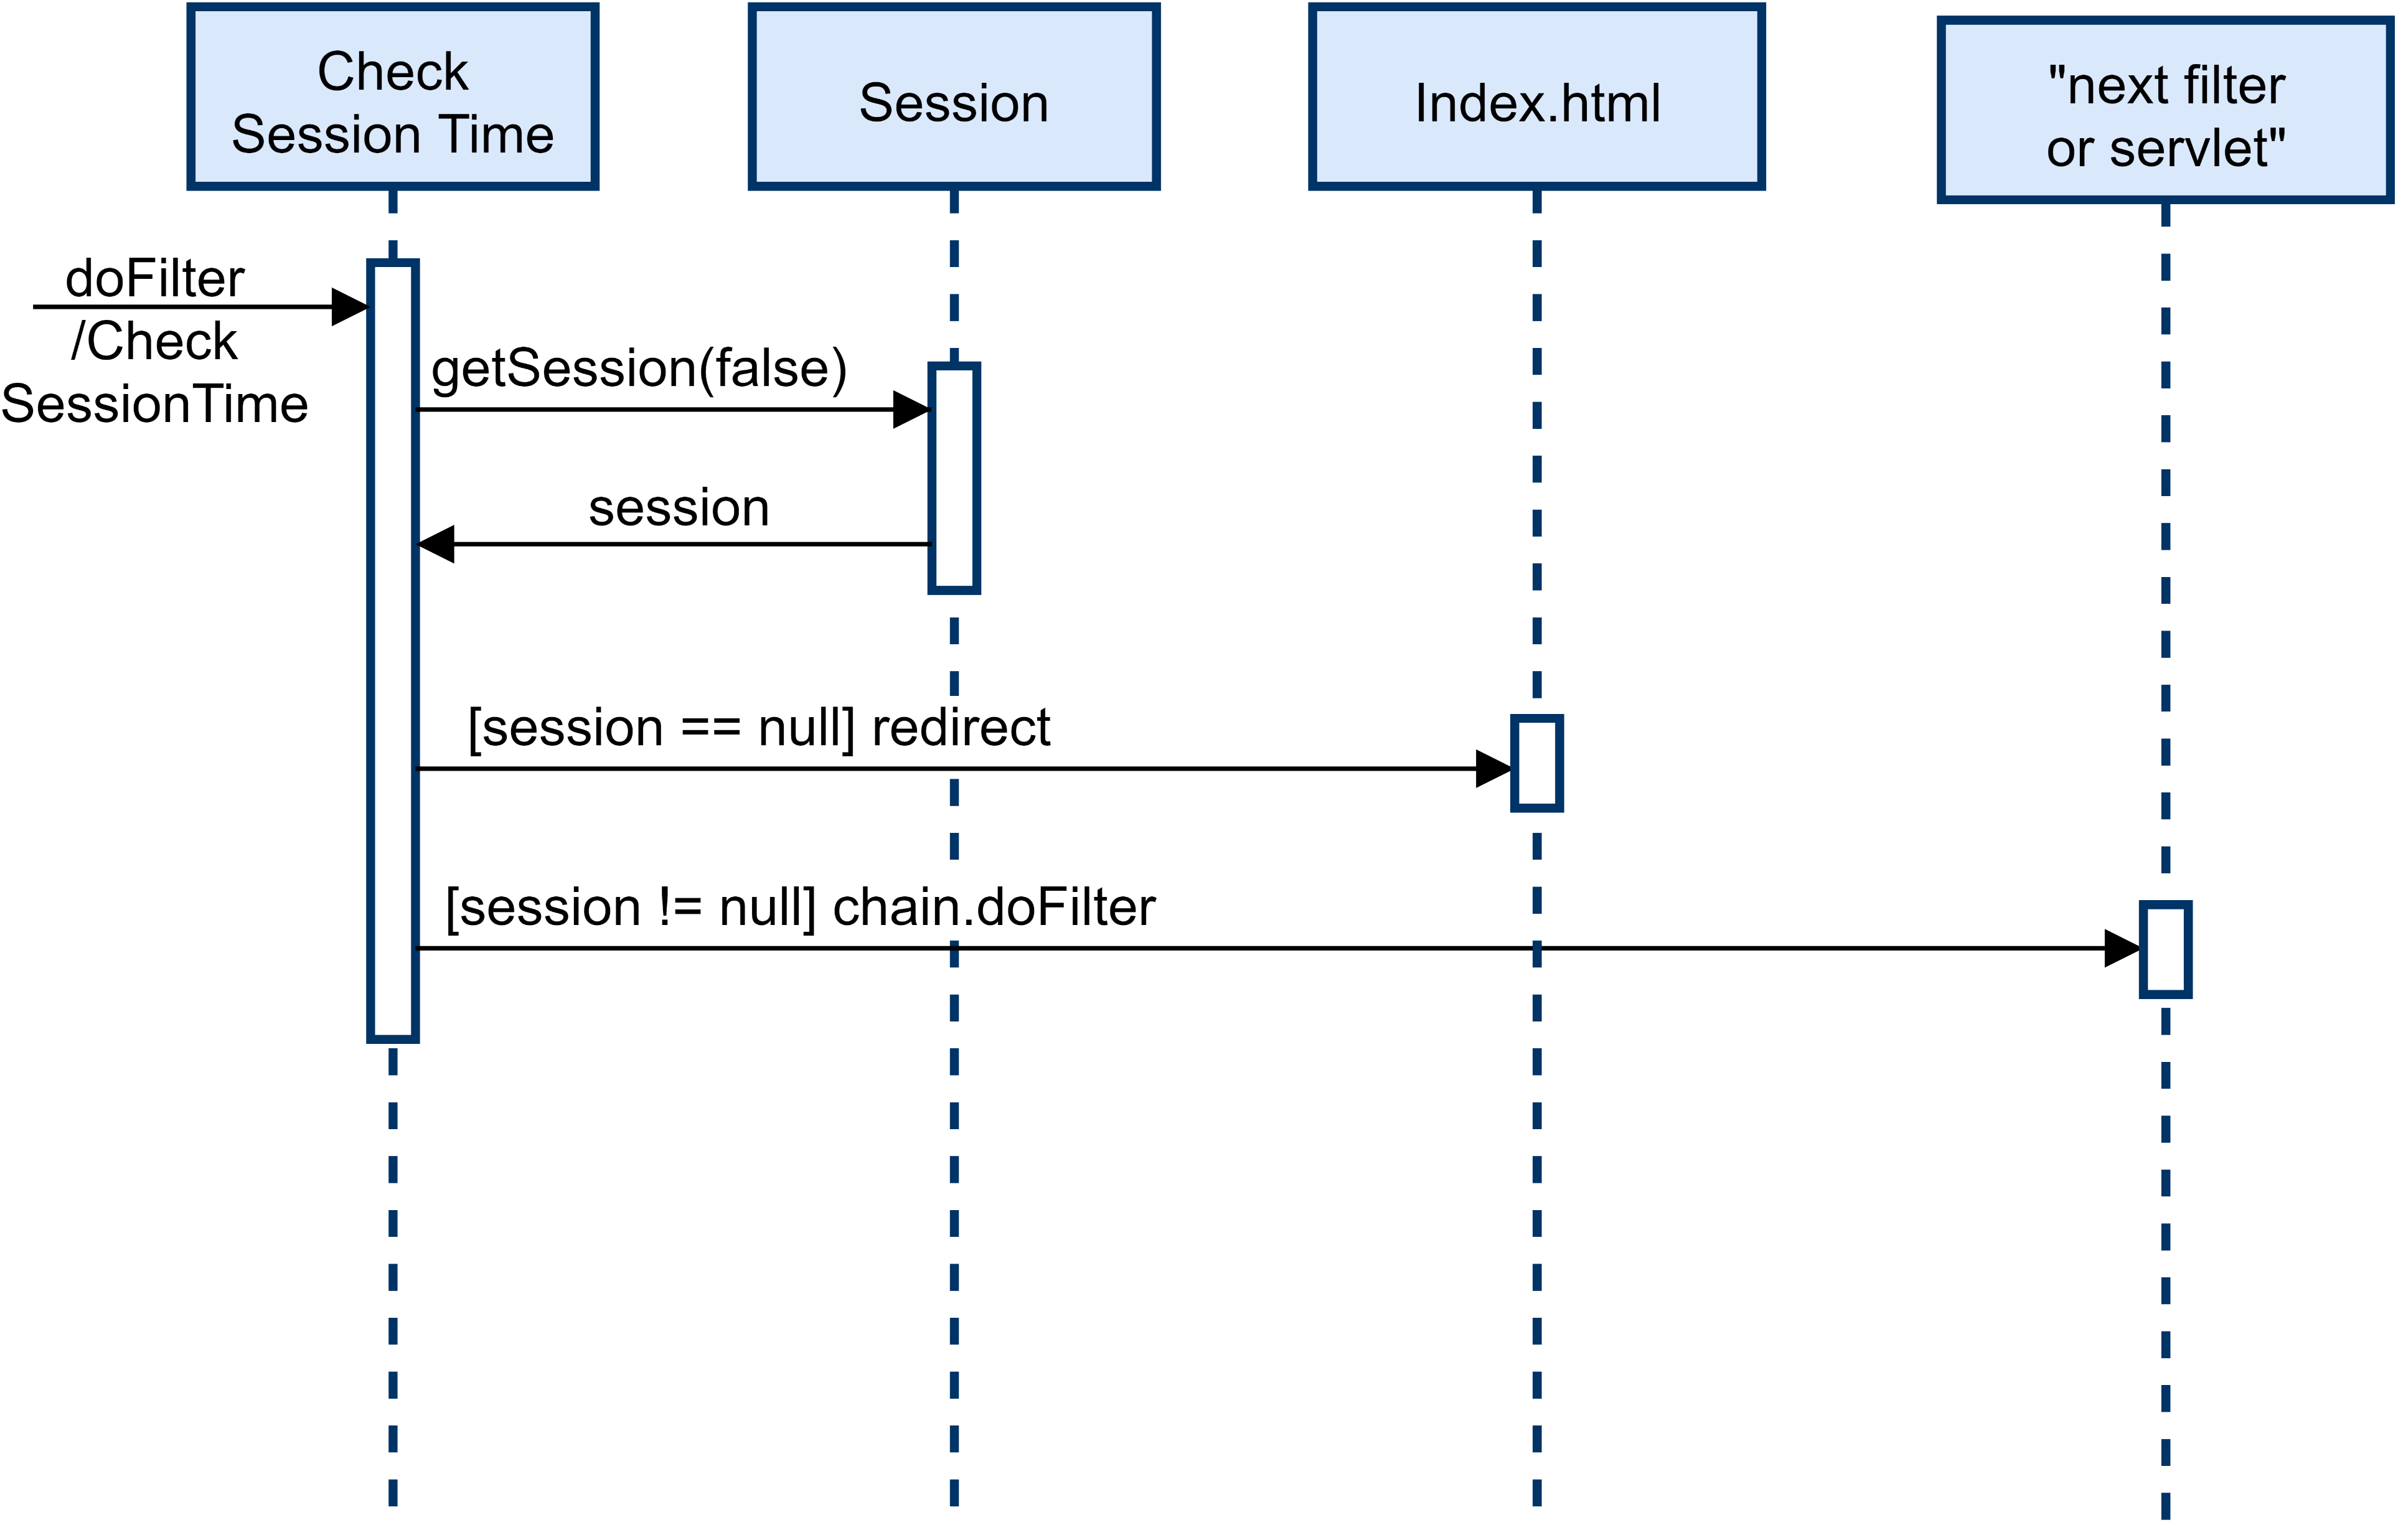 Check
Session Time
Session
Index.html
"next filter
or servlet"
doFilter
/Check
SessionTime
getSession(false)
session
[session == null] redirect
[session != null] chain.doFilter